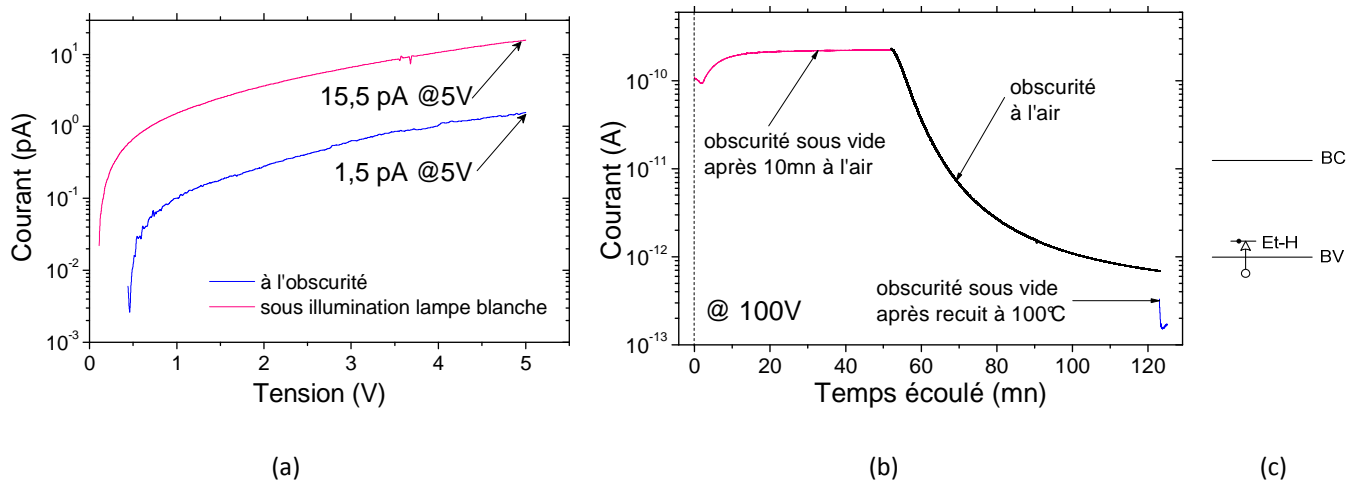 10^1
10^0
10^-1
10^-2
10^-3
Courant (pA)
15,5 pA @5V
1,5 pA @5V
à l'obscurité
sous illumination lampe blanche
0 1 2 3 4 5
Tension (V)
(a)
10^-10
10^-11
10^-12
10^-13
Courant (A)
obscurité sous vide
après 10mn à l'air
obscurité
à l'air
obscurité sous vide
après recuit à 100°C
@ 100V
0 20 40 60 80 100 120
Temps écoulé (mn)
(b)
BC
Et-H
BV
(c)